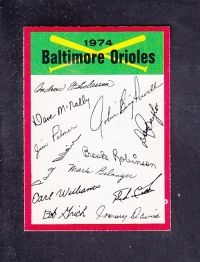 1974
Baltimore Orioles
Andrew Etchebarren
Dave McNally
John "Boog" Powell
Jim Palmer
Brooks Robinson
Mark Belanger
Earl Williams
Bob Grich
Tommy Davis